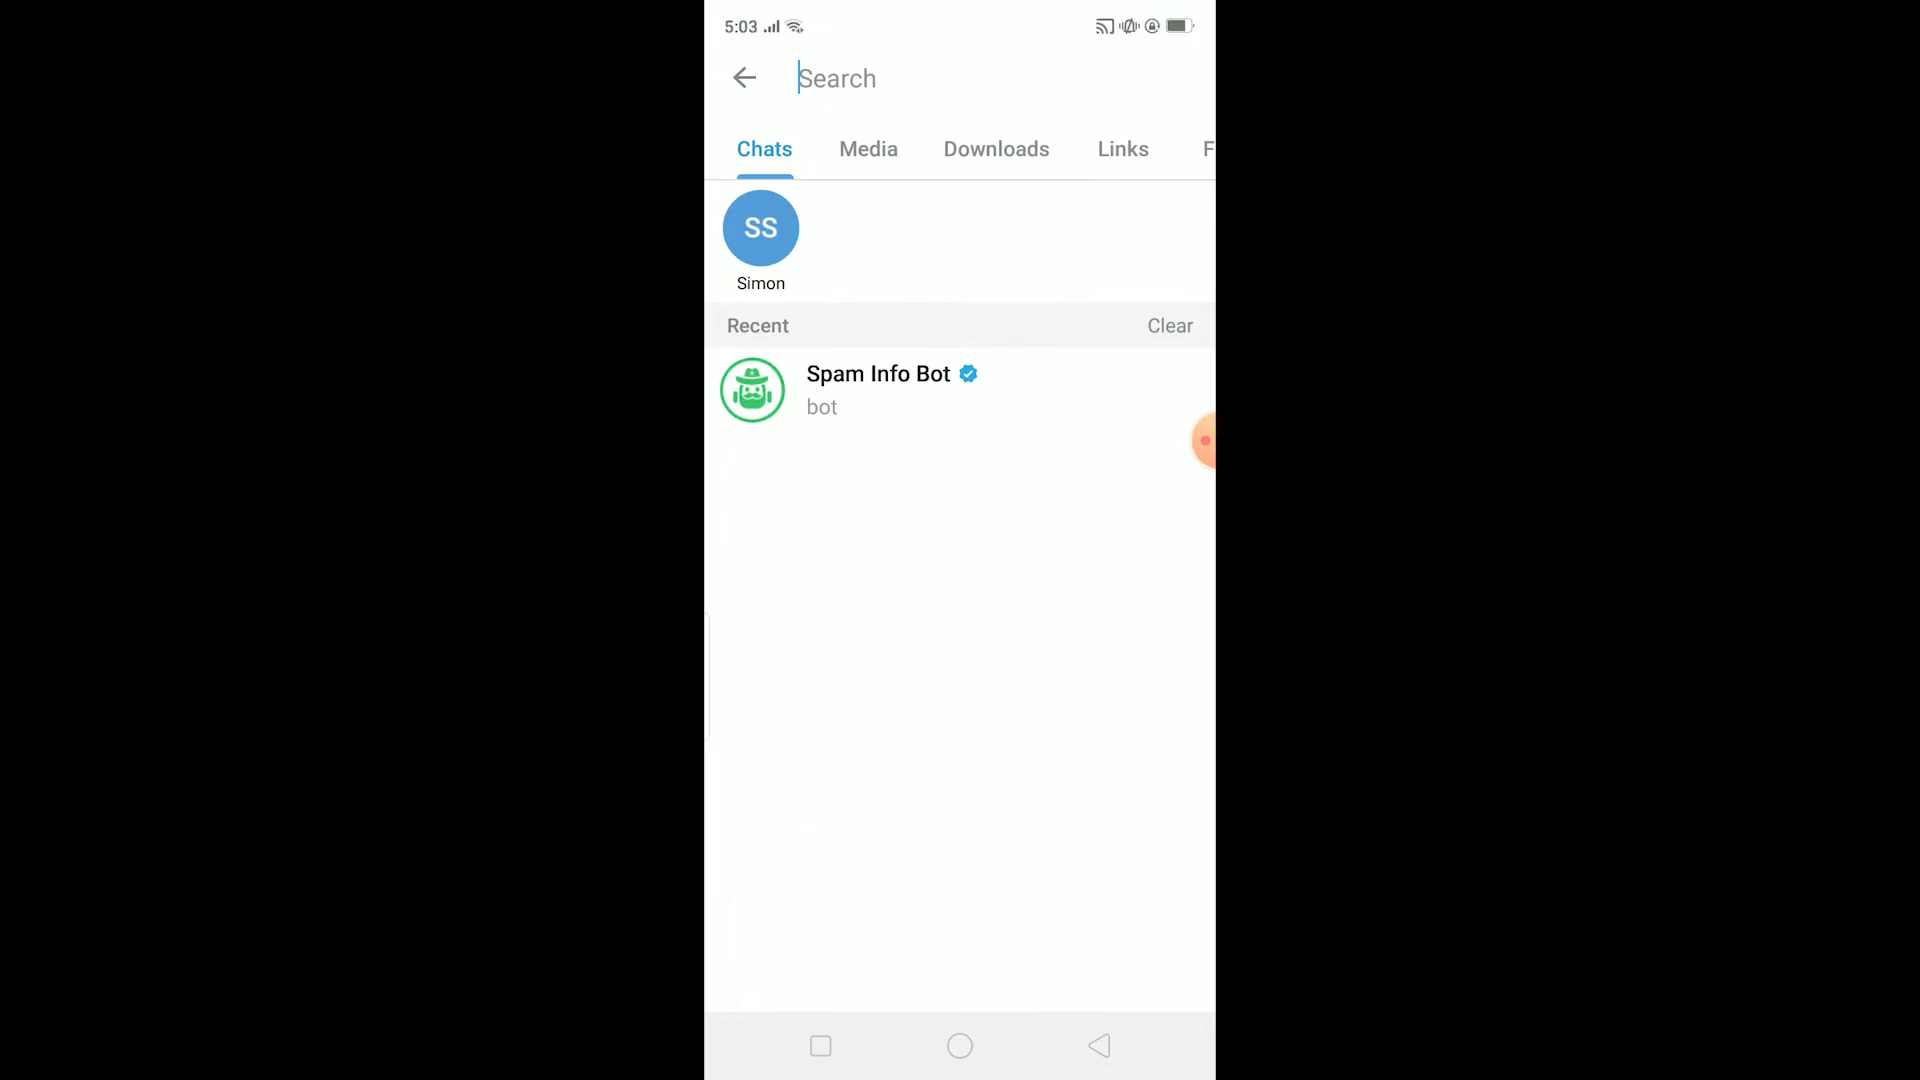 5:03
Search
Chats Media Downloads Links F
SS
Simon
Recent Clear
Spam Info Bot
bot